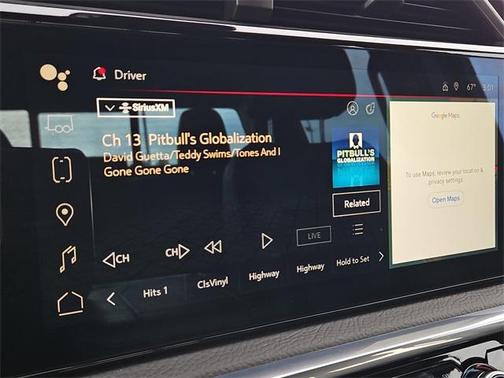 Driver
67°
3:01
SiriusXM
Ch 13 Pitbull's Globalization
David Guetta/Teddy Swims/Tones And I
Gone Gone Gone
PITBULL'S
GLOBALIZATION
Related
CH
CH
LIVE
Hits 1
ClsVinyl
Highway
Highway
Hold to Set
Google Maps
To use Maps, review your location &
privacy settings.
Open Maps